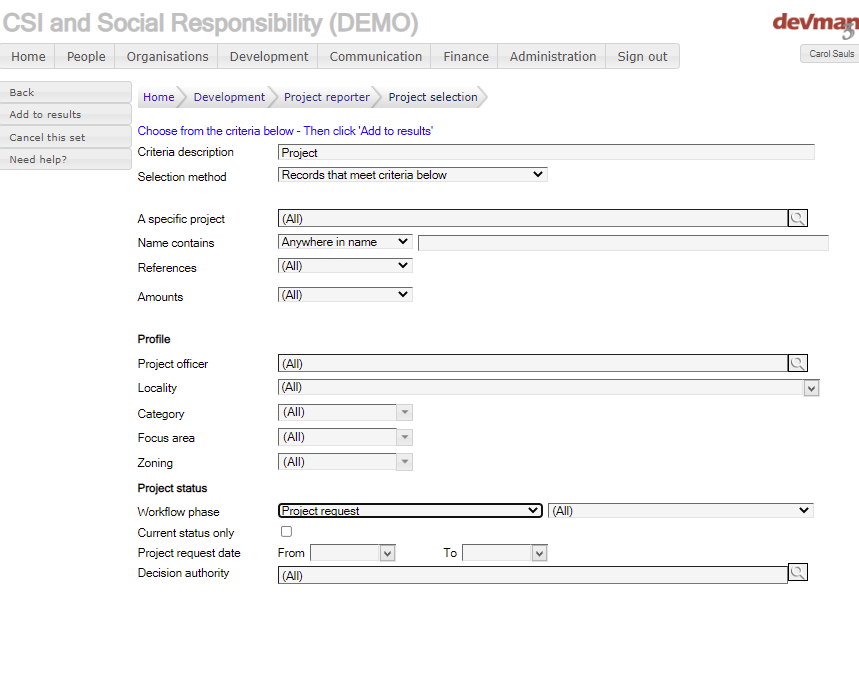 CSI and Social Responsibility (DEMO)
devman
3
Home People Organisations Development Communication Finance Administration Sign out
Carol Sauls
Back
Add to results
Cancel this set
Need help?
Home Development Project reporter Project selection
Choose from the criteria below - Then click 'Add to results'
Criteria description Project
Selection method Records that meet criteria below
A specific project (All)
Name contains Anywhere in name
References (All)
Amounts (All)
Profile
Project officer (All)
Locality (All)
Category (All)
Focus area (All)
Zoning (All)
Project status
Workflow phase Project request (All)
Current status only
Project request date From To
Decision authority (All)